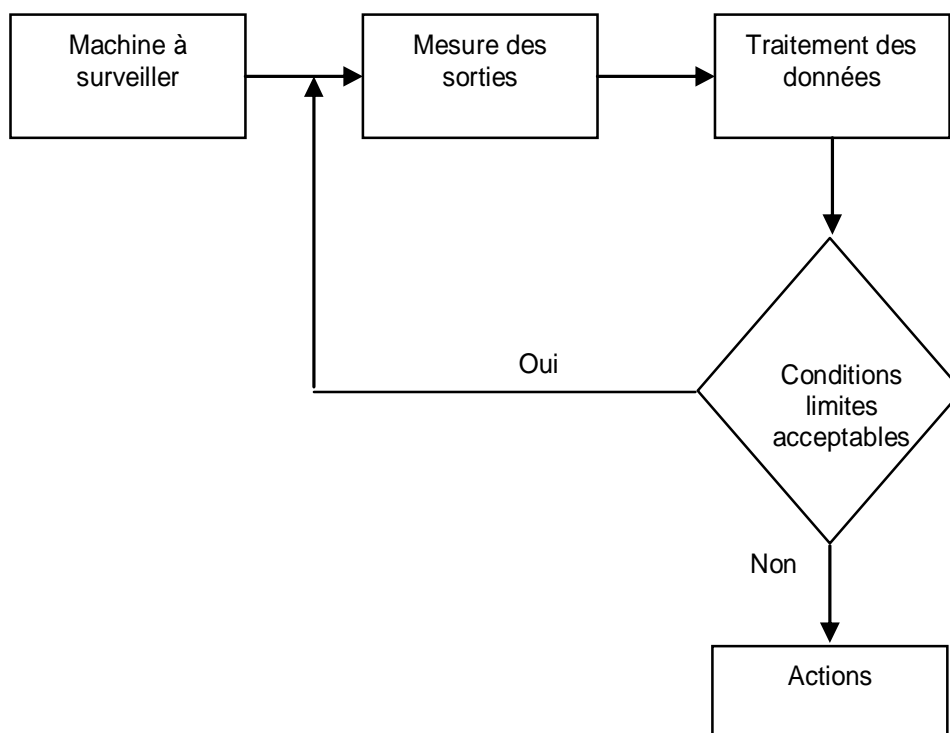 Machine à
surveiller
Mesure des
sorties
Traitement des
données
Oui
Conditions
limites
acceptables
Non
Actions